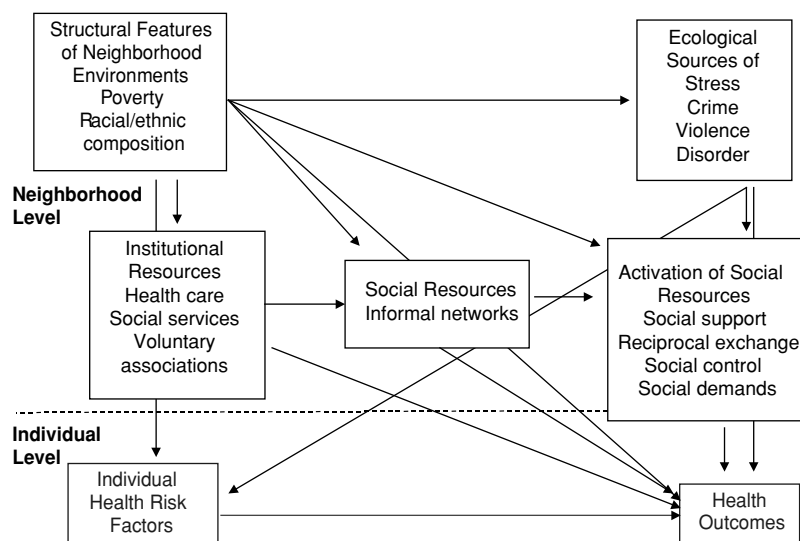 Structural Features
of Neighborhood
Environments
Poverty
Racial/ethnic
composition
Ecological
Sources of
Stress
Crime
Violence
Disorder
Neighborhood
Level
Institutional
Resources
Health care
Social services
Voluntary
associations
Social Resources
Informal networks
Activation of Social
Resources
Social support
Reciprocal exchange
Social control
Social demands
Individual
Level
Individual
Health Risk
Factors
Health
Outcomes